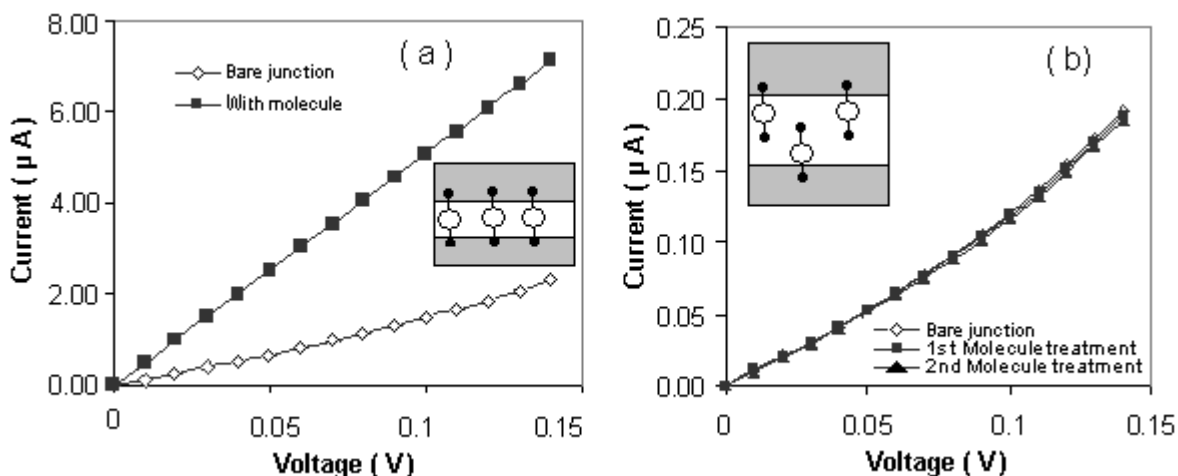 8.00
6.00
4.00
2.00
0.00
Current ( µ A )
( a )
Bare junction
With molecule
0
0.05
0.1
0.15
Voltage ( V )
0.25
0.20
0.15
0.10
0.05
0.00
Current ( µ A )
( b )
Bare junction
1st Molecule treatment
2nd Molecule treatment
0
0.05
0.1
0.15
Voltage ( V )